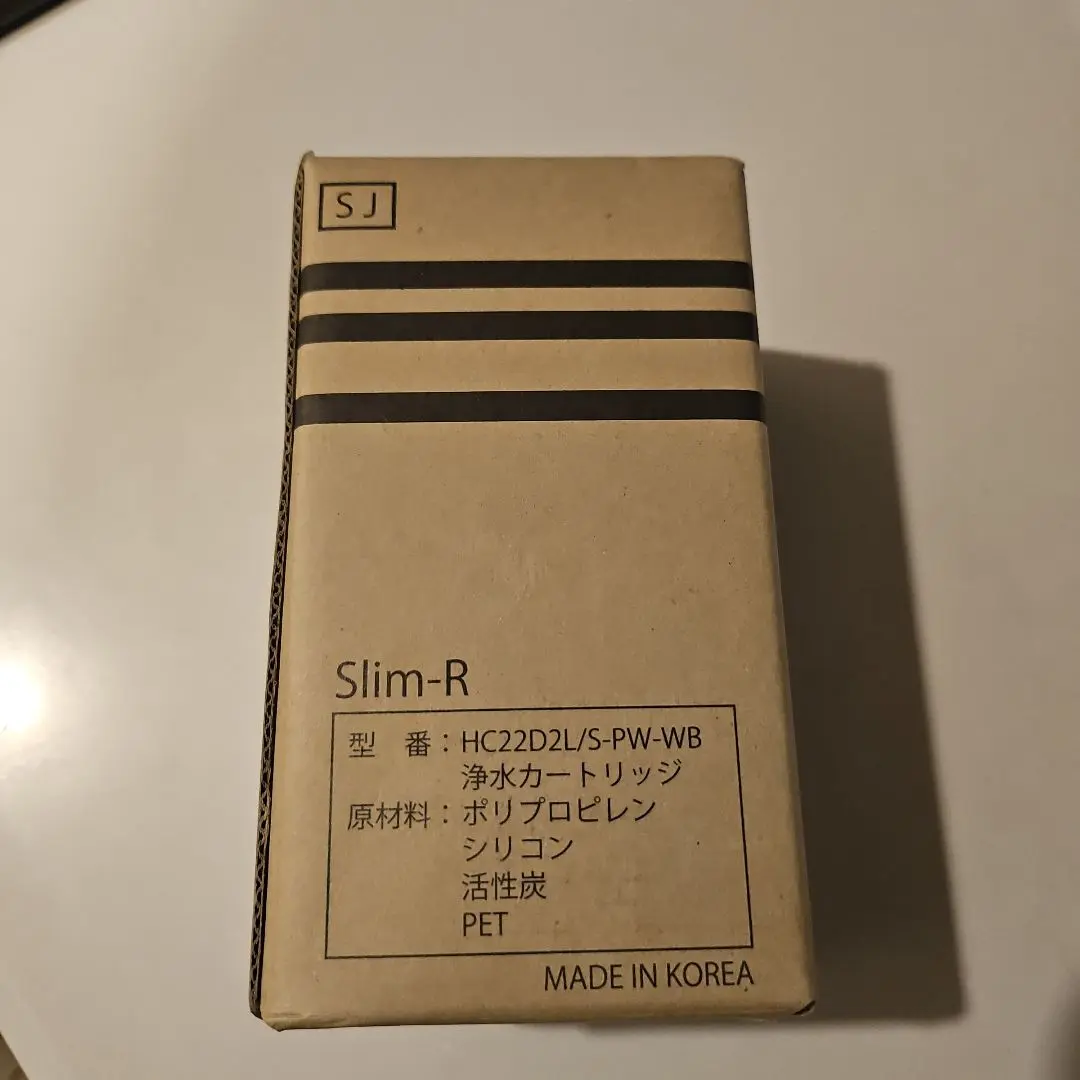 SJ
Slim-R
型 番：HC22D2L/S-PW-WB
浄水カートリッジ
原材料：ポリプロピレン
シリコン
活性炭
PET
MADE IN KOREA